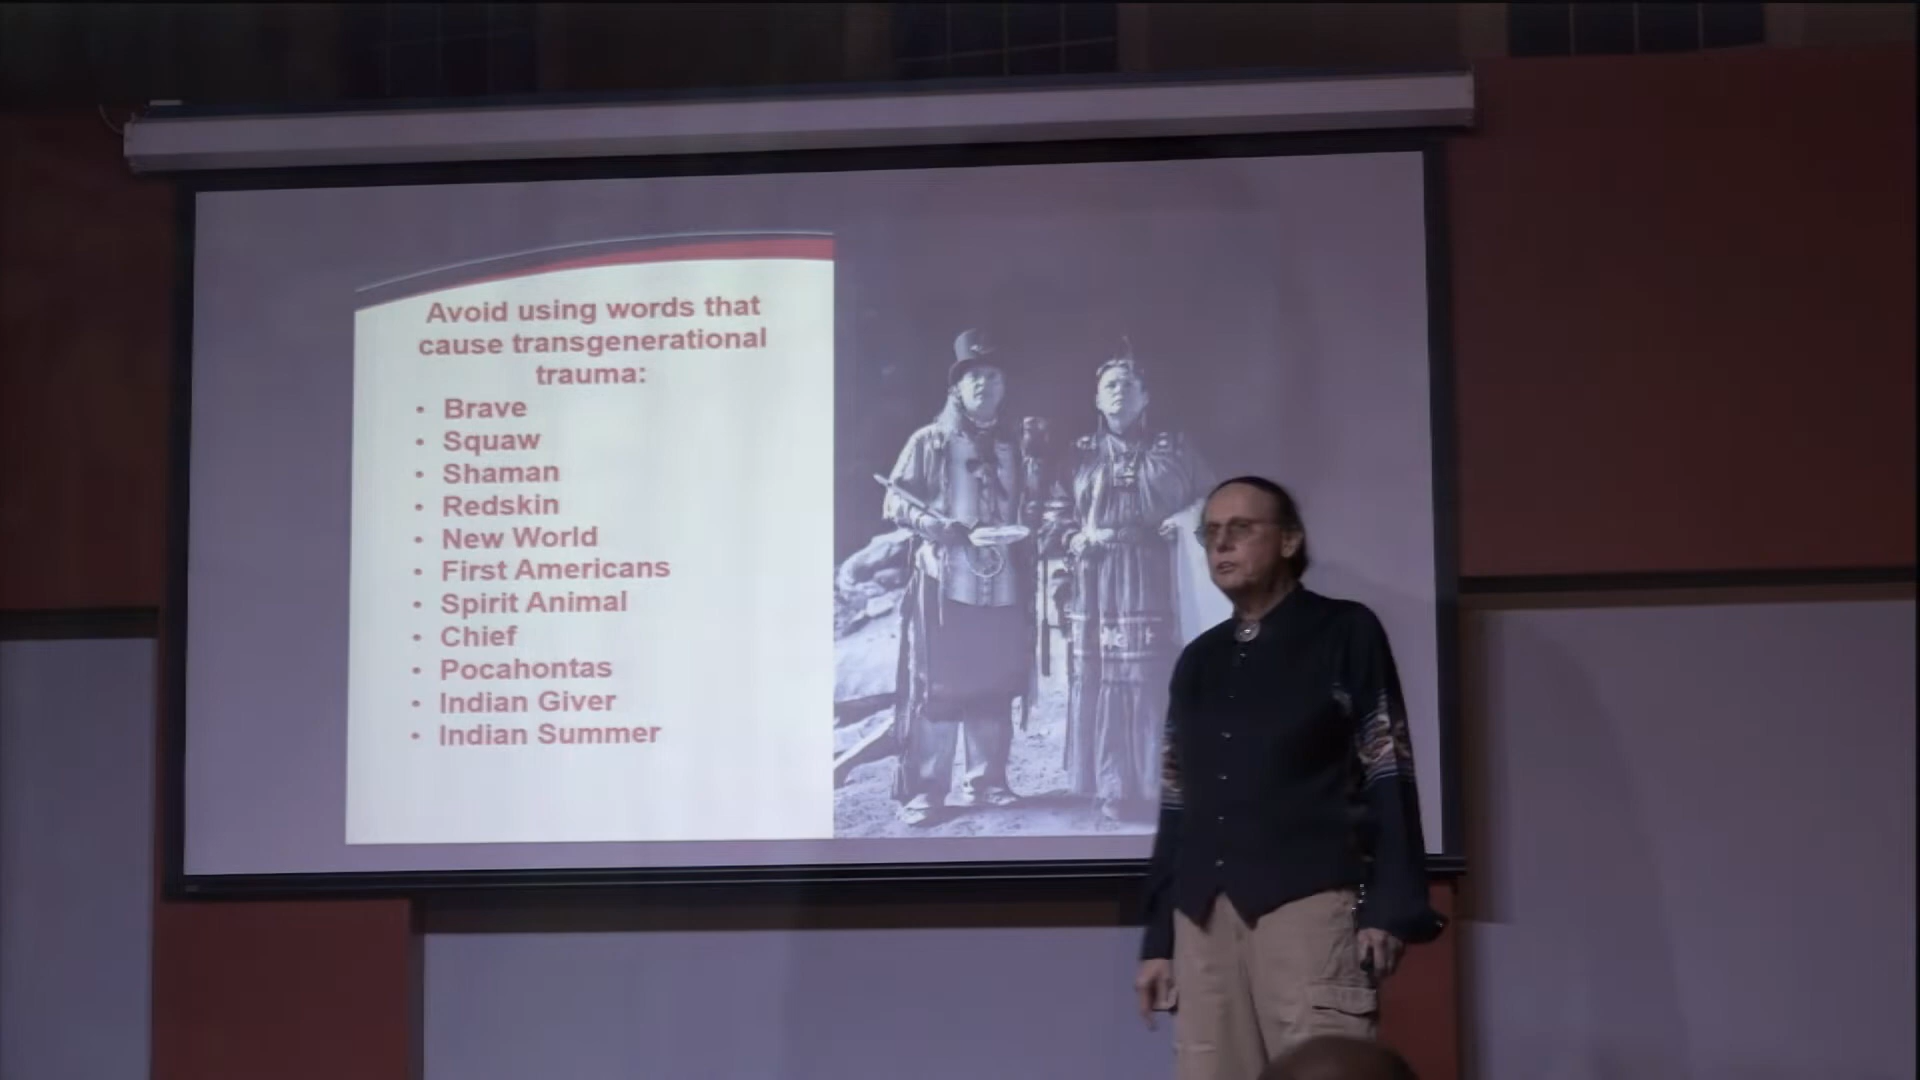 Avoid using words that
cause transgenerational
trauma:
• Brave
• Squaw
• Shaman
• Redskin
• New World
• First Americans
• Spirit Animal
• Chief
• Pocahontas
• Indian Giver
• Indian Summer